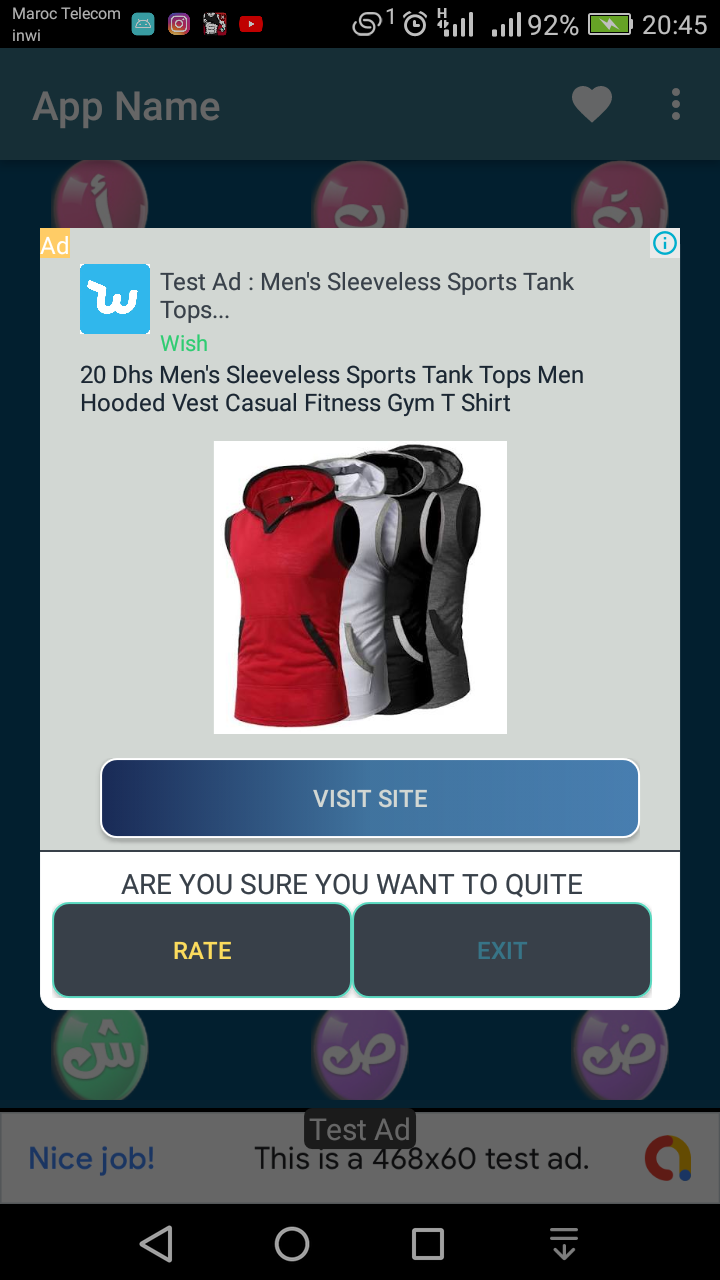 Maroc Telecom
inwi
1
H
92%
20:45
App Name
أ
Ad
Test Ad : Men's Sleeveless Sports Tank
Tops...
Wish
20 Dhs Men's Sleeveless Sports Tank Tops Men
Hooded Vest Casual Fitness Gym T Shirt
VISIT SITE
ARE YOU SURE YOU WANT TO QUITE
RATE
EXIT
ص
ض
Test Ad
Nice job!
This is a 468x60 test ad.